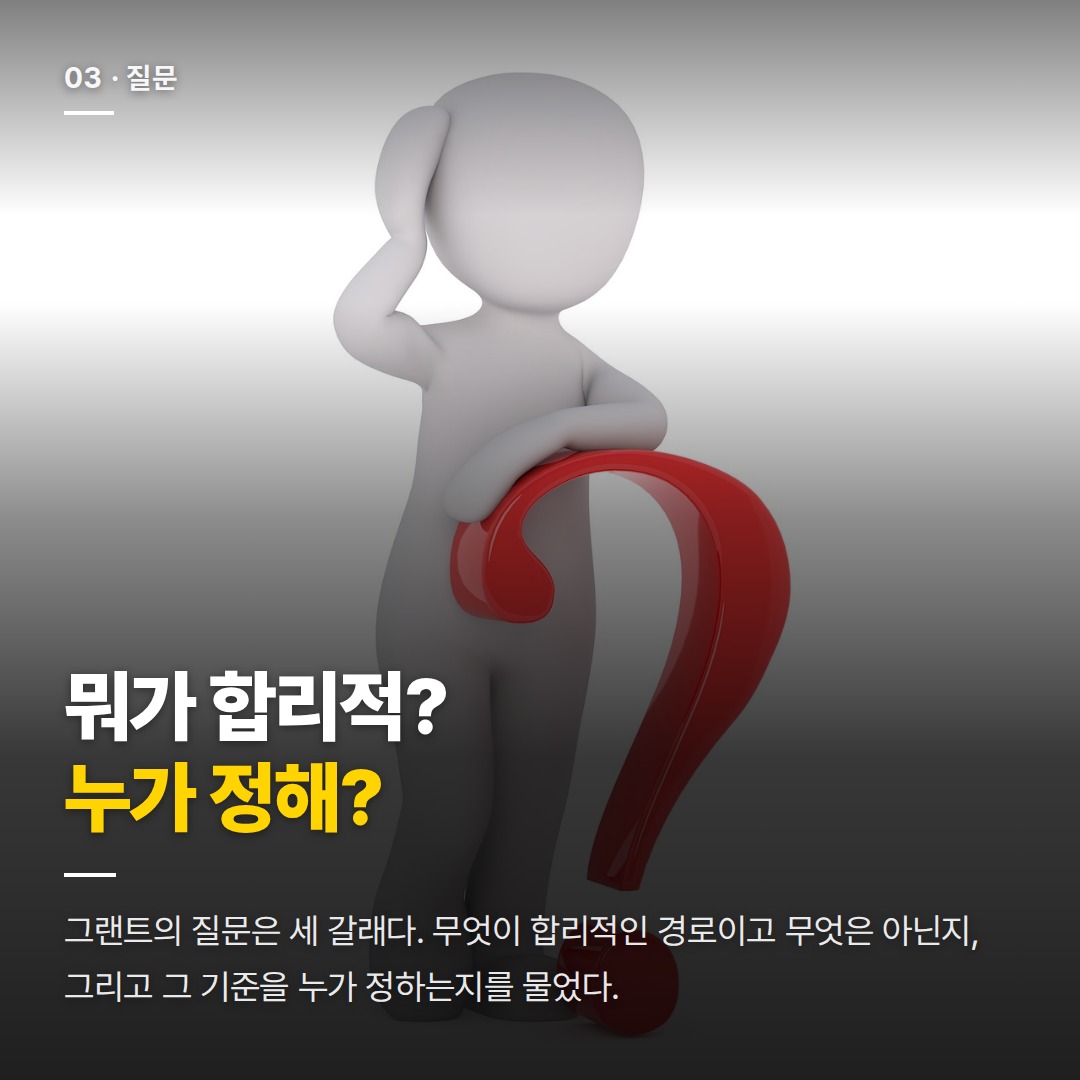 03 · 질문
뭐가 합리적?
누가 정해?
그랜트의 질문은 세 갈래다. 무엇이 합리적인 경로이고 무엇은 아닌지,
그리고 그 기준을 누가 정하는지를 물었다.